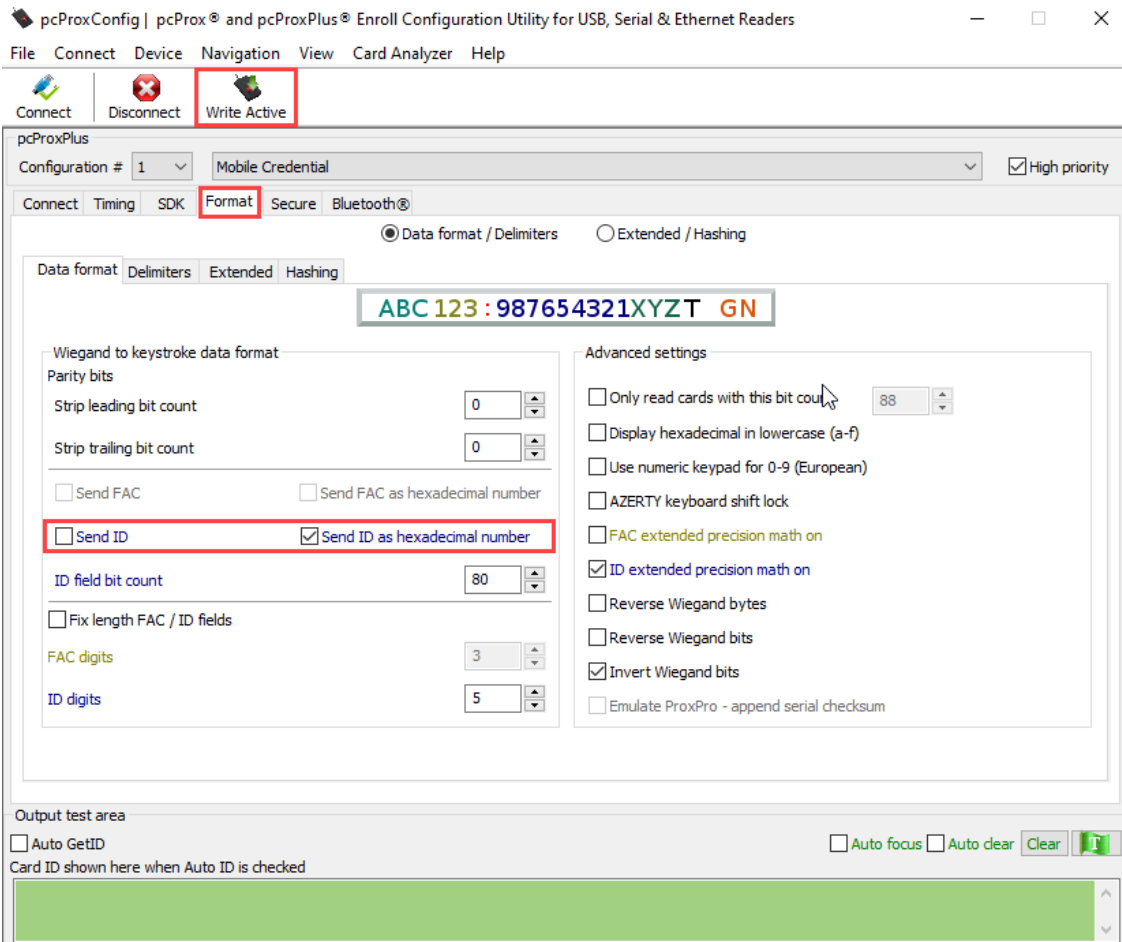 pcProxConfig | pcProx® and pcProxPlus® Enroll Configuration Utility for USB, Serial & Ethernet Readers
File Connect Device Navigation View Card Analyzer Help
Connect Disconnect Write Active
pcProxPlus
Configuration # 1 Mobile Credential High priority
Connect Timing SDK Format Secure Bluetooth®
Data format / Delimiters Extended / Hashing
Data format Delimiters Extended Hashing
ABC123:987654321XYZT GN
Wiegand to keystroke data format
Parity bits
Strip leading bit count 0
Strip trailing bit count 0
Send FAC Send FAC as hexadecimal number
Send ID Send ID as hexadecimal number
ID field bit count 80
Fix length FAC / ID fields
FAC digits 3
ID digits 5
Advanced settings
Only read cards with this bit count 88
Display hexadecimal in lowercase (a-f)
Use numeric keypad for 0-9 (European)
AZERTY keyboard shift lock
FAC extended precision math on
ID extended precision math on
Reverse Wiegand bytes
Reverse Wiegand bits
Invert Wiegand bits
Emulate ProxPro - append serial checksum
Output test area
Auto GetID Auto focus Auto clear Clear T
Card ID shown here when Auto ID is checked